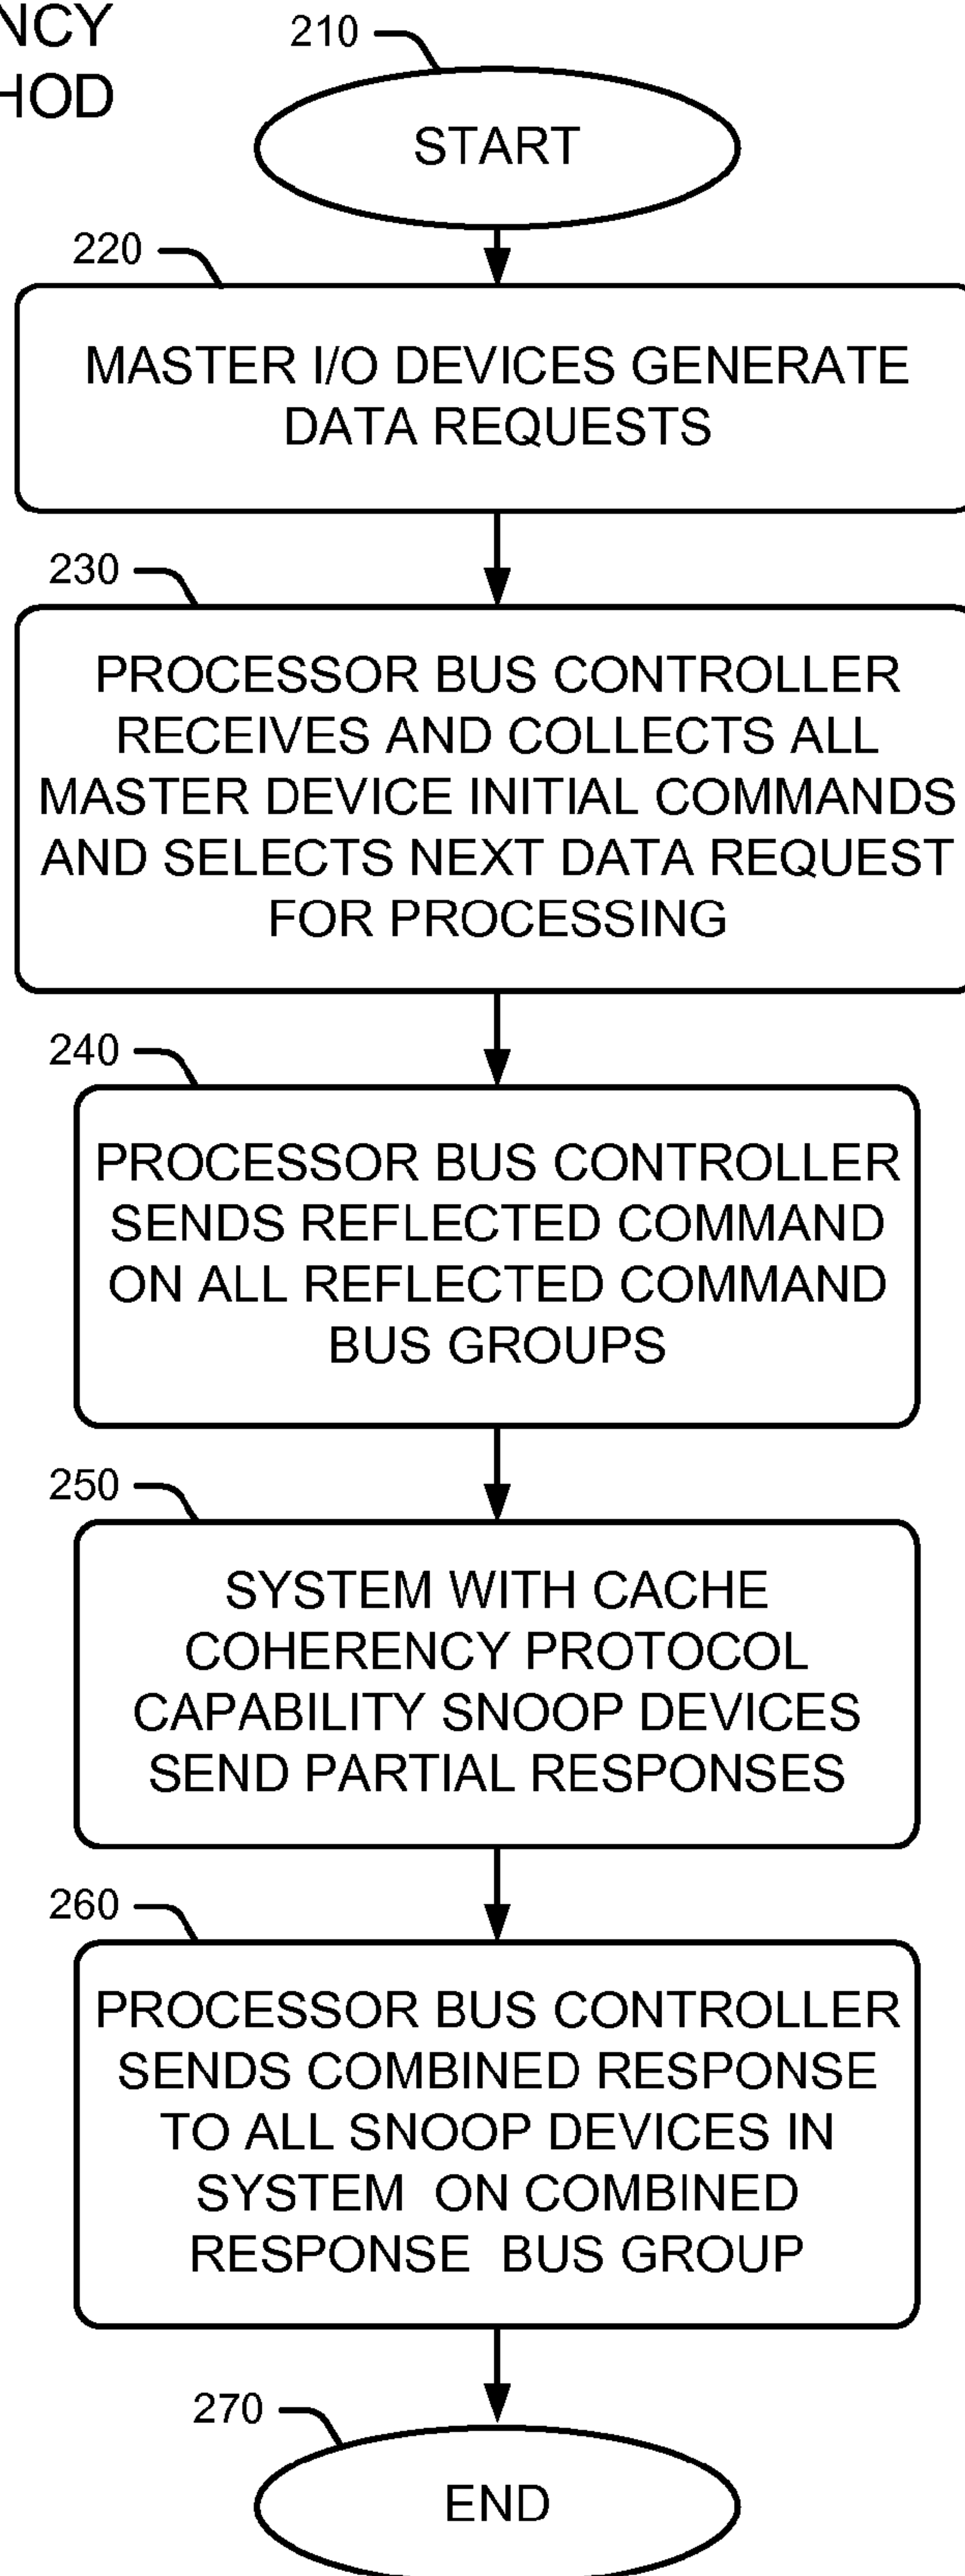 NCY
HOD
210
START
220
MASTER I/O DEVICES GENERATE
DATA REQUESTS
230
PROCESSOR BUS CONTROLLER
RECEIVES AND COLLECTS ALL
MASTER DEVICE INITIAL COMMANDS
AND SELECTS NEXT DATA REQUEST
FOR PROCESSING
240
PROCESSOR BUS CONTROLLER
SENDS REFLECTED COMMAND
ON ALL REFLECTED COMMAND
BUS GROUPS
250
SYSTEM WITH CACHE
COHERENCY PROTOCOL
CAPABILITY SNOOP DEVICES
SEND PARTIAL RESPONSES
260
PROCESSOR BUS CONTROLLER
SENDS COMBINED RESPONSE
TO ALL SNOOP DEVICES IN
SYSTEM ON COMBINED
RESPONSE BUS GROUP
270
END